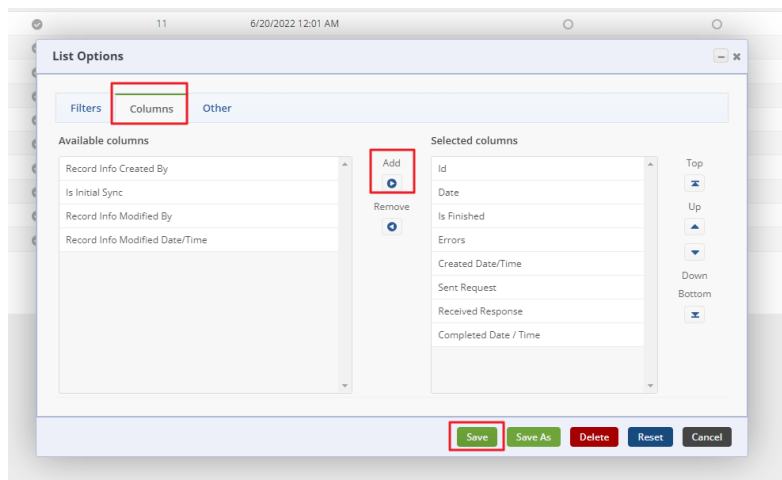 11 6/20/2022 12:01 AM
List Options
Filters Columns Other
Available columns
Record Info Created By
Is Initial Sync
Record Info Modified By
Record Info Modified Date/Time
Add
Remove
Selected columns
Id
Date
Is Finished
Errors
Created Date/Time
Sent Request
Received Response
Completed Date / Time
Top
Up
Down
Bottom
Save Save As Delete Reset Cancel